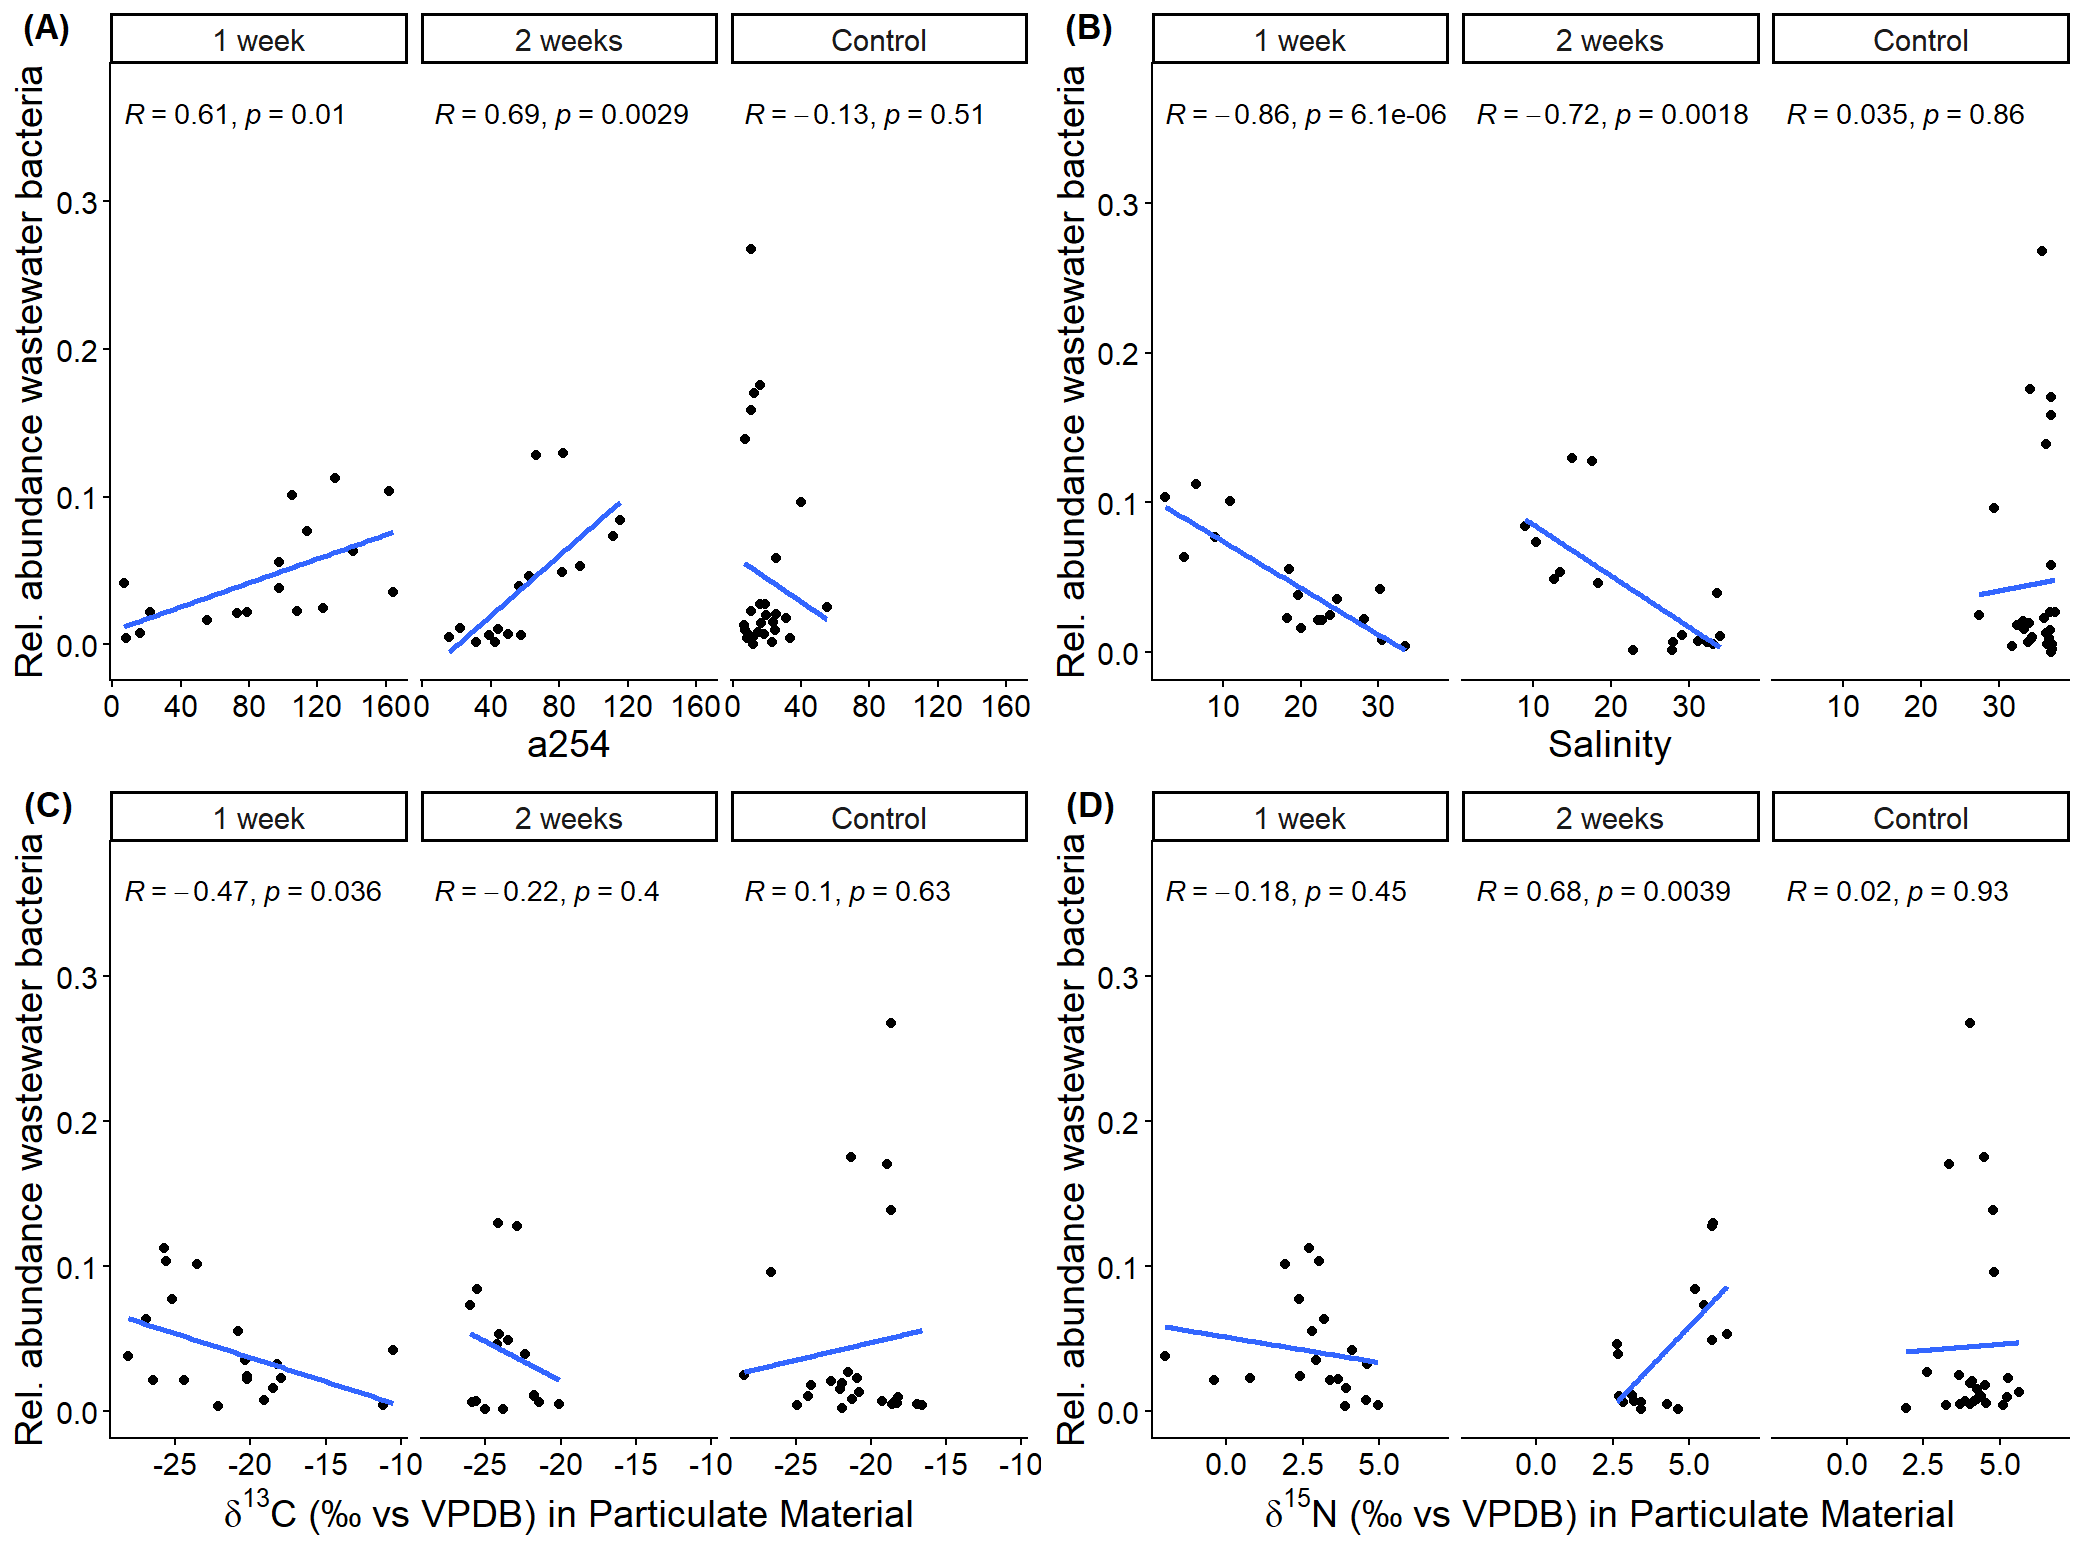 (A)
1 week
2 weeks
Control
R = 0.61, p = 0.01
R = 0.69, p = 0.0029
R = −0.13, p = 0.51
Rel. abundance wastewater bacteria
0.3
0.2
0.1
0.0
0 40 80 120 160
0 40 80 120 160
0 40 80 120 160
a254
(B)
1 week
2 weeks
Control
R = −0.86, p = 6.1e-06
R = −0.72, p = 0.0018
R = 0.035, p = 0.86
Rel. abundance wastewater bacteria
0.3
0.2
0.1
0.0
10 20 30
10 20 30
10 20 30
Salinity
(C)
1 week
2 weeks
Control
R = −0.47, p = 0.036
R = −0.22, p = 0.4
R = 0.1, p = 0.63
Rel. abundance wastewater bacteria
0.3
0.2
0.1
0.0
-25 -20 -15 -10
-25 -20 -15 -10
-25 -20 -15 -10
δ¹³C (‰ vs VPDB) in Particulate Material
(D)
1 week
2 weeks
Control
R = −0.18, p = 0.45
R = 0.68, p = 0.0039
R = 0.02, p = 0.93
Rel. abundance wastewater bacteria
0.3
0.2
0.1
0.0
0.0 2.5 5.0
0.0 2.5 5.0
0.0 2.5 5.0
δ¹⁵N (‰ vs VPDB) in Particulate Material